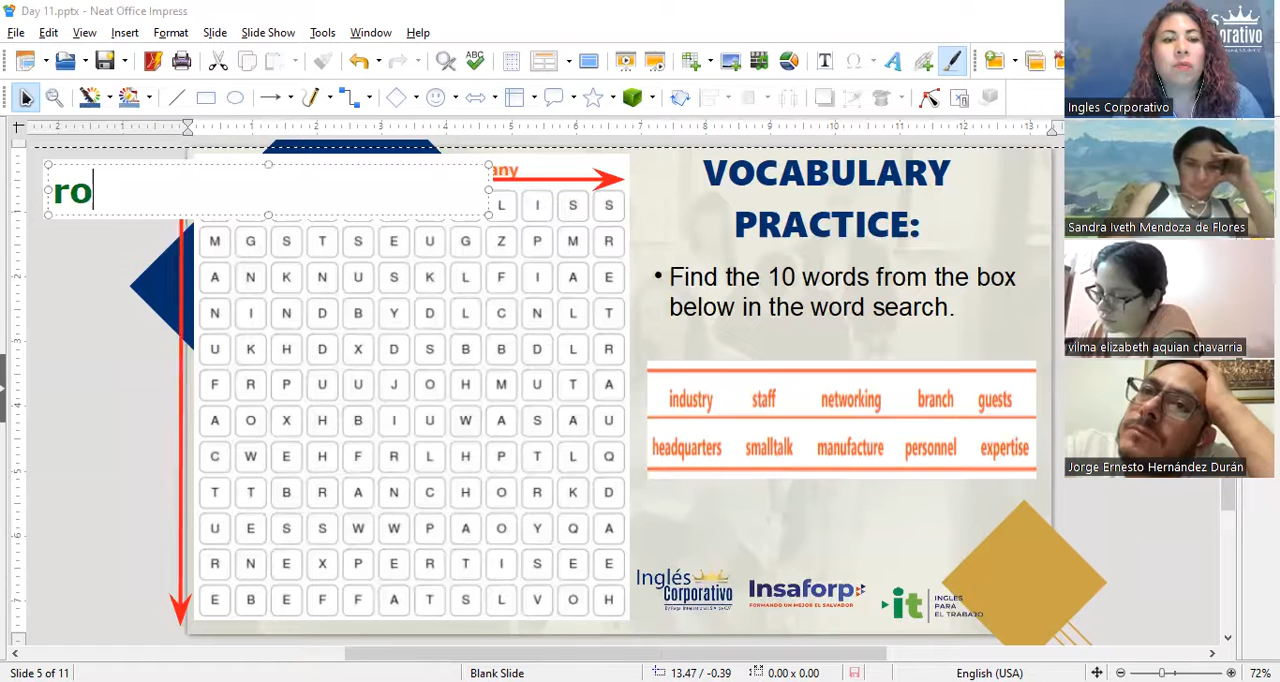 Day 11.pptx - Neat Office Impress
File Edit View Insert Format Slide Slide Show Tools Window Help
ro
any
VOCABULARY
PRACTICE:
• Find the 10 words from the box
below in the word search.
L I S S
M G S T S E U G Z P M R
A N K N U S K L F I A E
N I N D B Y D L C N L T
U K H D X D S B B D L R
F R P U U J O H M U T A
A O X H B I U W A S A U
C W E H F R L H P T L Q
T T B R A N C H O R K D
U E S S W W P A O Y Q A
R N E X P E R T I S E E
E B E F F A T S L V O H
industry staff networking branch guests
headquarters smalltalk manufacture personnel expertise
Inglés
Corporativo
Insaforp
FORMANDO UN MEJOR EL SALVADOR
it INGLÉS
PARA
EL TRABAJO
Ingles Corporativo
Sandra Iveth Mendoza de Flores
vilma elizabeth aquian chavarria
Jorge Ernesto Hernández Durán
Slide 5 of 11 Blank Slide 13.47 / -0.39 0.00 x 0.00 English (USA) 72%